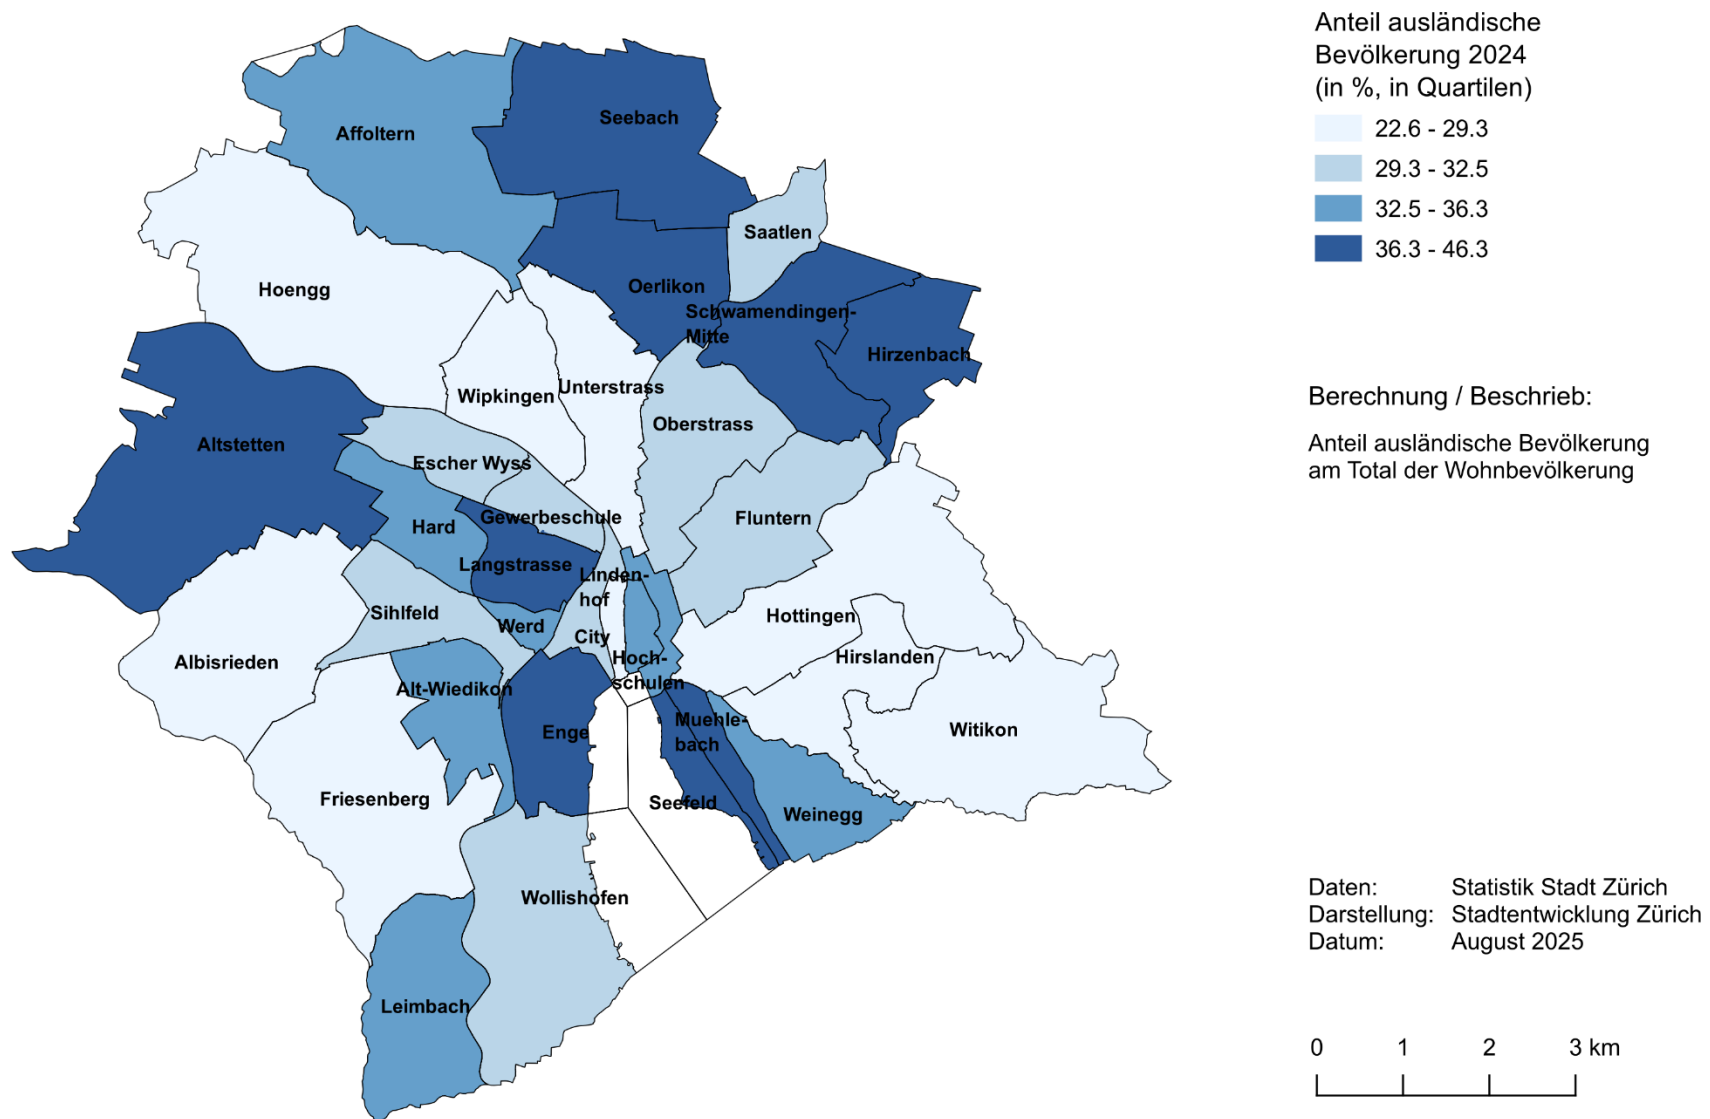 Anteil ausländische
Bevölkerung 2024
(in %, in Quartilen)
22.6 - 29.3
29.3 - 32.5
32.5 - 36.3
36.3 - 46.3
Seebach
Affoltern
Saatlen
Oerlikon
Hoengg
Schwamendingen-
Mitte
Hirzenbach
Unterstrass
Wipkingen
Oberstrass
Altstetten
Escher Wyss
Gewerbeschule
Fluntern
Hard
Langstrasse
Linden-
hof
Sihlfeld
Hottingen
Werd
City
Hirslanden
Albisrieden
Hoch-
schulen
Alt-Wiedikon
Muehle-
bach
Enge
Witikon
Friesenberg
Seefeld
Weinegg
Wollishofen
Leimbach
Berechnung / Beschrieb:
Anteil ausländische Bevölkerung
am Total der Wohnbevölkerung
Daten: Statistik Stadt Zürich
Darstellung: Stadtentwicklung Zürich
Datum: August 2025
0 1 2 3 km